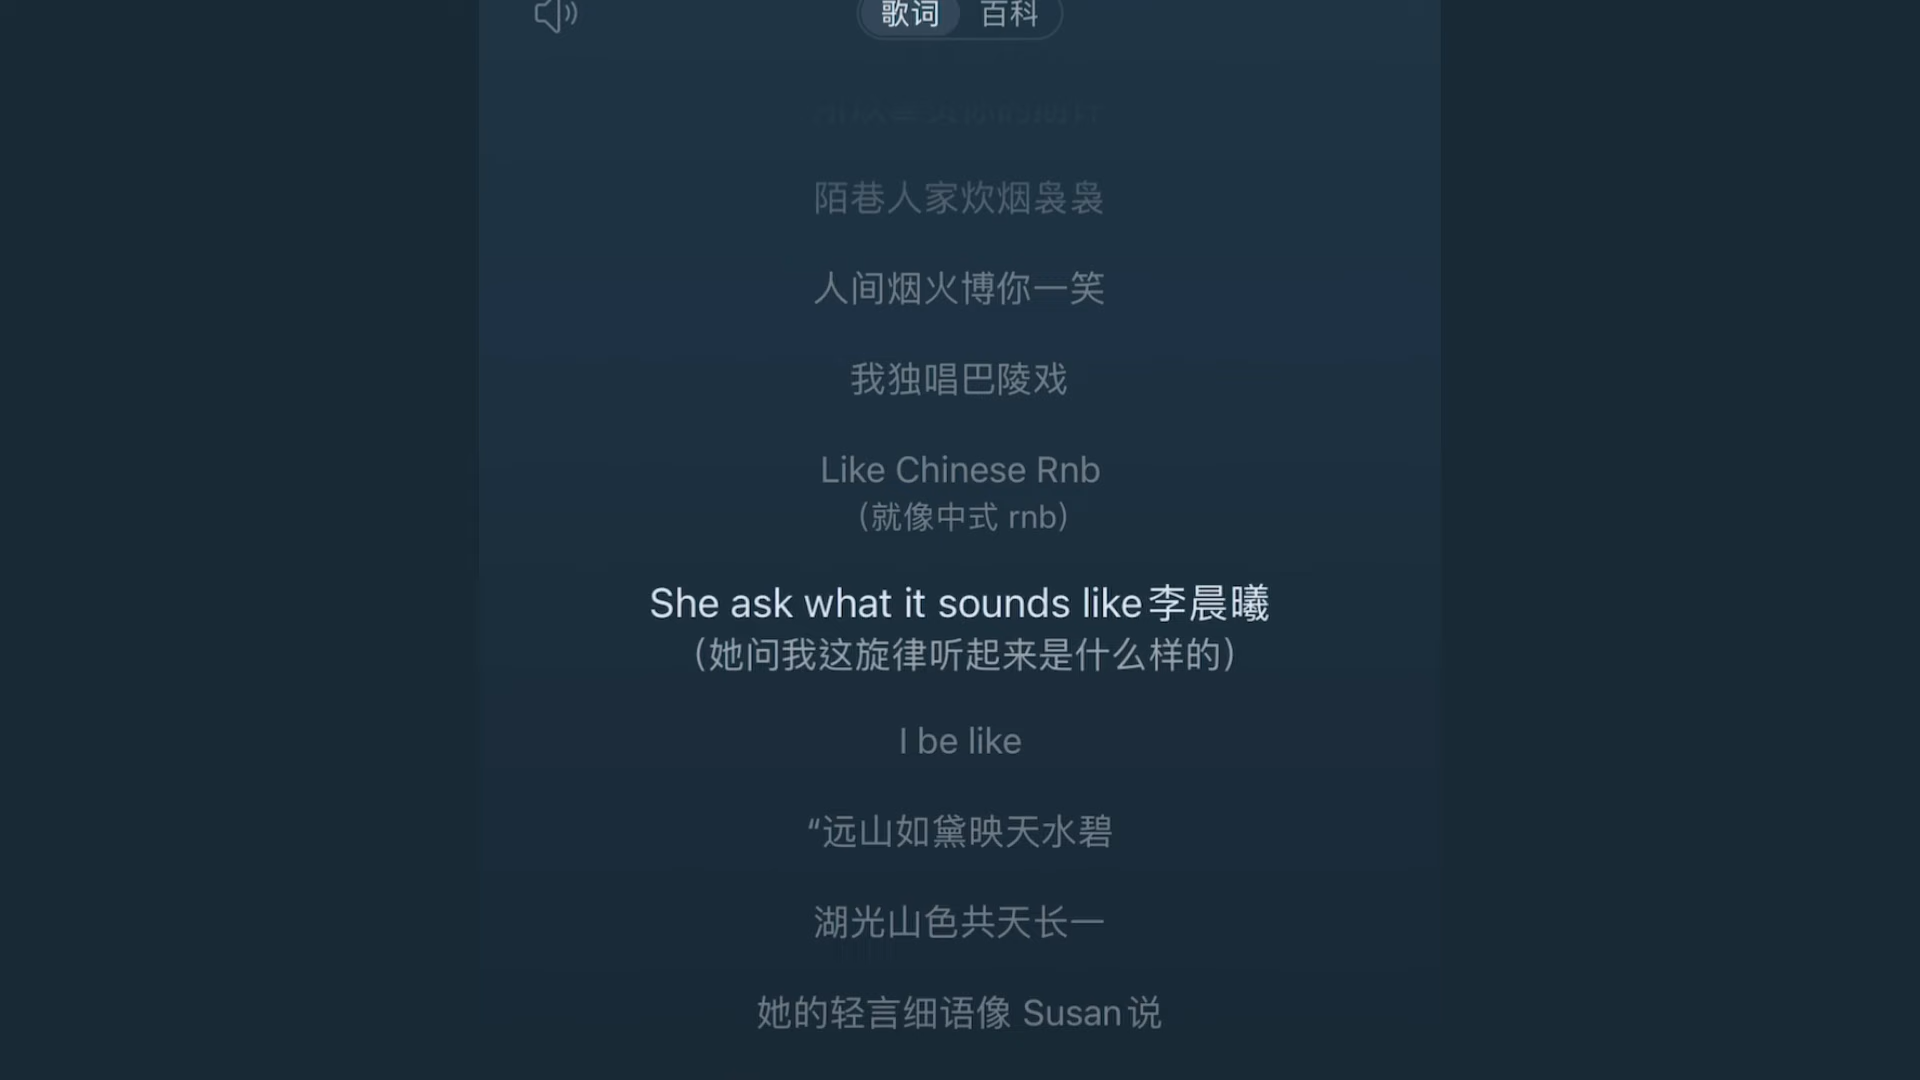 歌词 百科
陌巷人家炊烟袅袅
人间烟火博你一笑
我独唱巴陵戏
Like Chinese Rnb
（就像中式 rnb）
She ask what it sounds like李晨曦
（她问我这旋律听起来是什么样的）
I be like
“远山如黛映天水碧
湖光山色共天长一
她的轻言细语像 Susan说